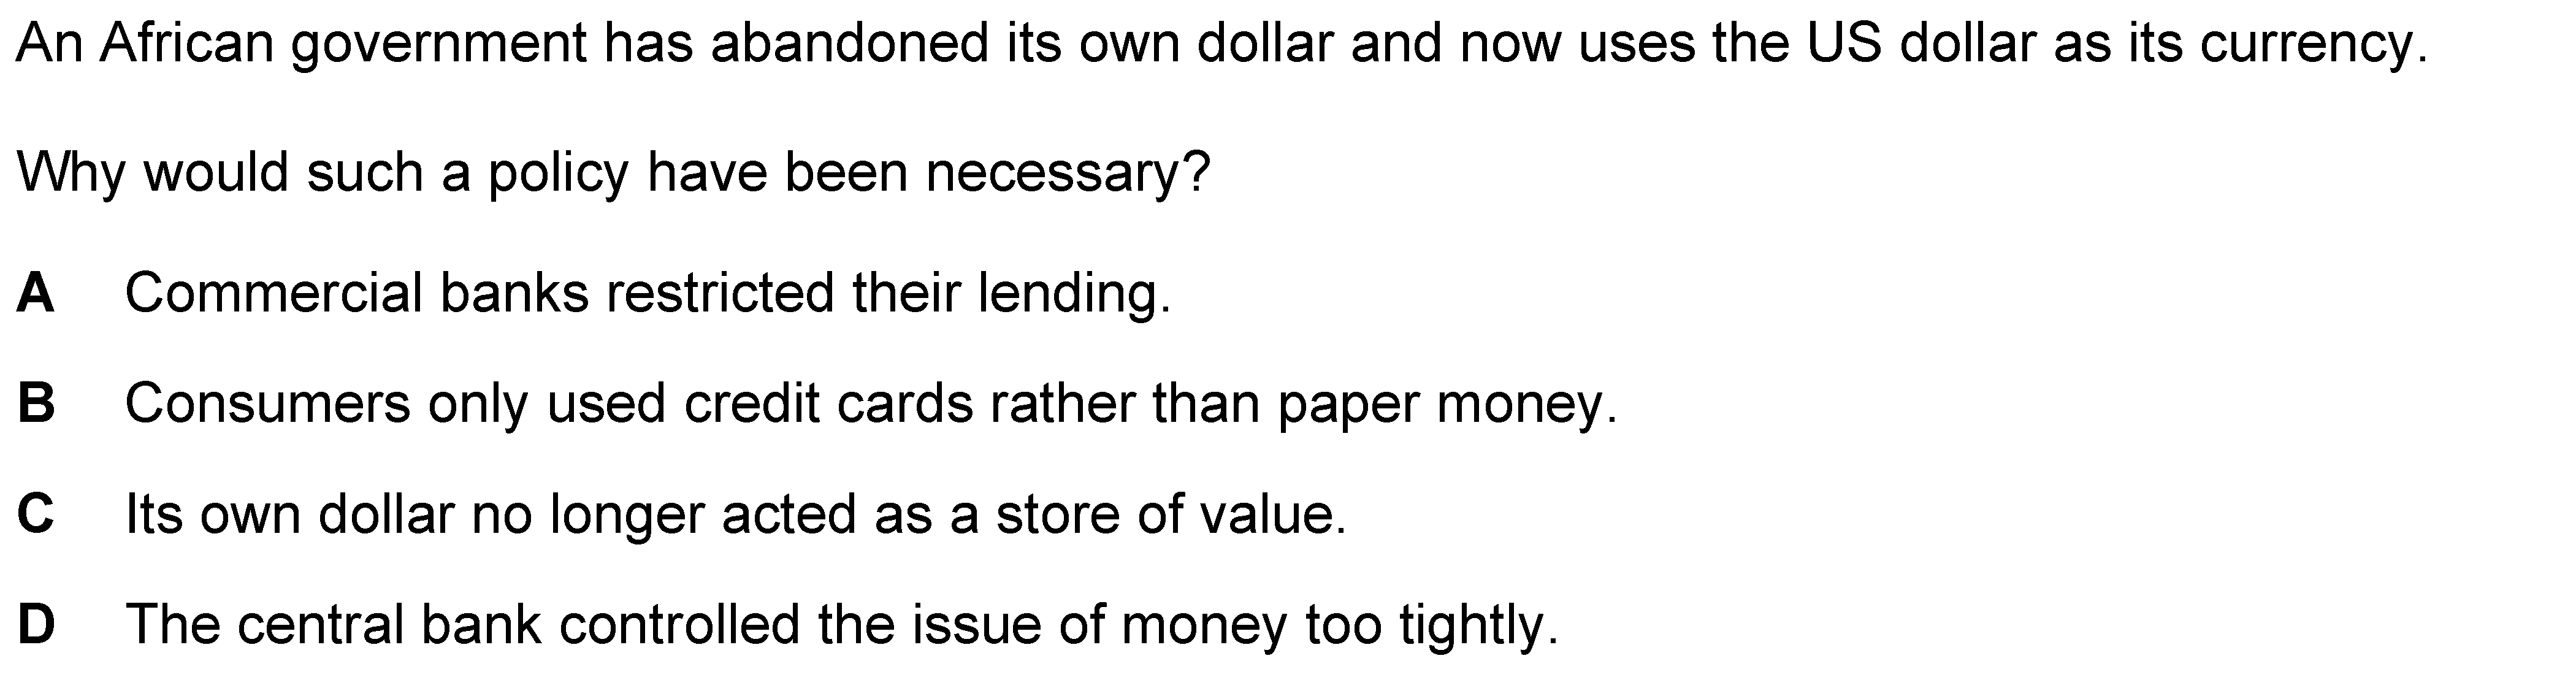 An African government has abandoned its own dollar and now uses the US dollar as its currency.
Why would such a policy have been necessary?
A Commercial banks restricted their lending.
B Consumers only used credit cards rather than paper money.
C Its own dollar no longer acted as a store of value.
D The central bank controlled the issue of money too tightly.